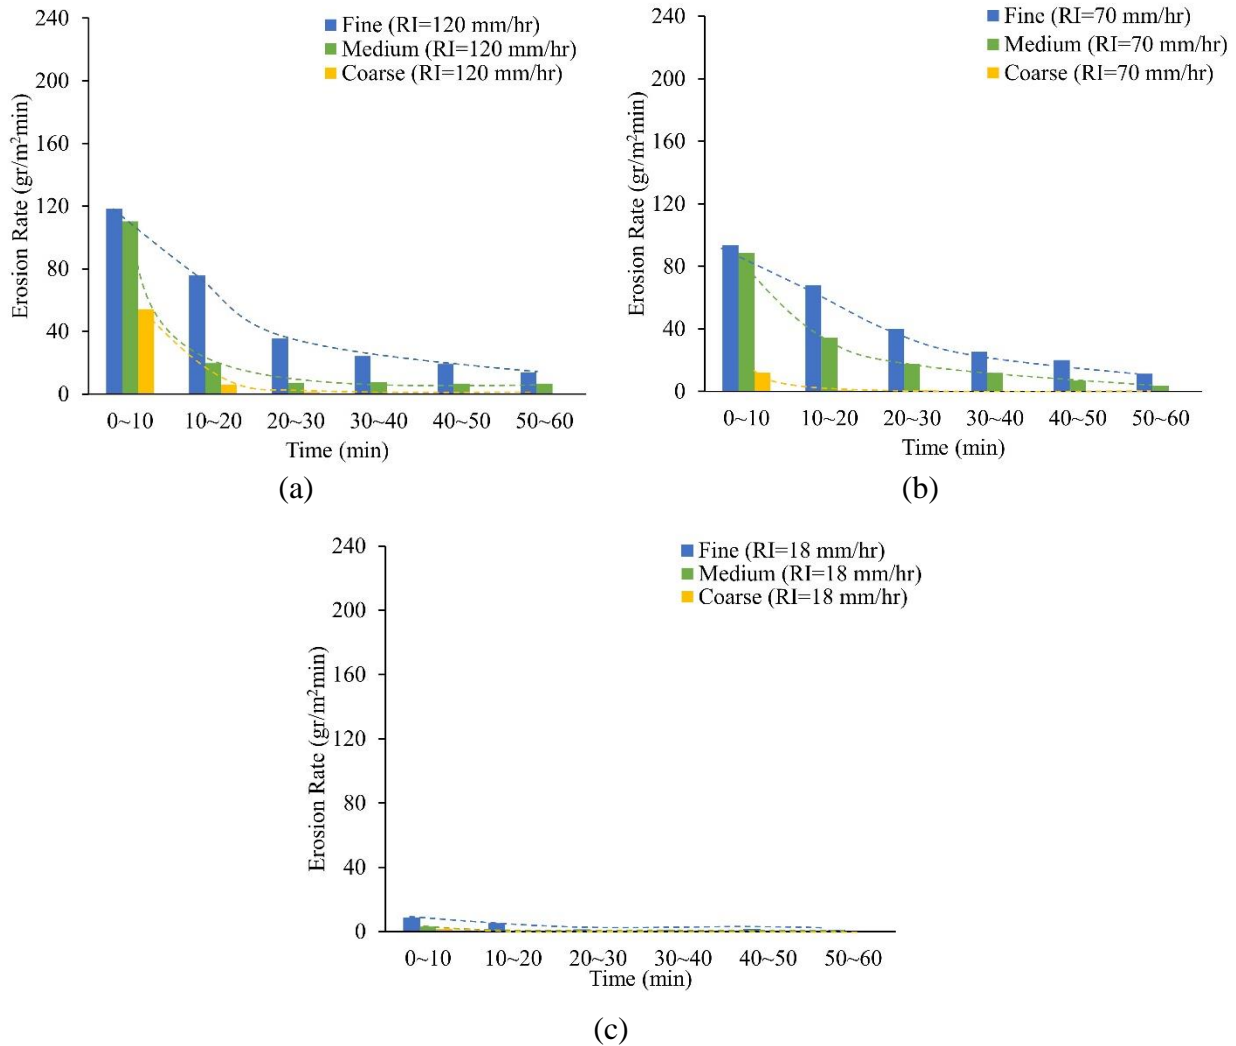 240
200
160
120
80
40
0
Erosion Rate (gr/m²min)
Fine (RI=120 mm/hr)
Medium (RI=120 mm/hr)
Coarse (RI=120 mm/hr)
0~10 10~20 20~30 30~40 40~50 50~60
Time (min)
(a)
240
200
160
120
80
40
0
Erosion Rate (gr/m²min)
Fine (RI=70 mm/hr)
Medium (RI=70 mm/hr)
Coarse (RI=70 mm/hr)
0~10 10~20 20~30 30~40 40~50 50~60
Time (min)
(b)
240
200
160
120
80
40
0
Erosion Rate (gr/m²min)
Fine (RI=18 mm/hr)
Medium (RI=18 mm/hr)
Coarse (RI=18 mm/hr)
0~10 10~20 20~30 30~40 40~50 50~60
Time (min)
(c)